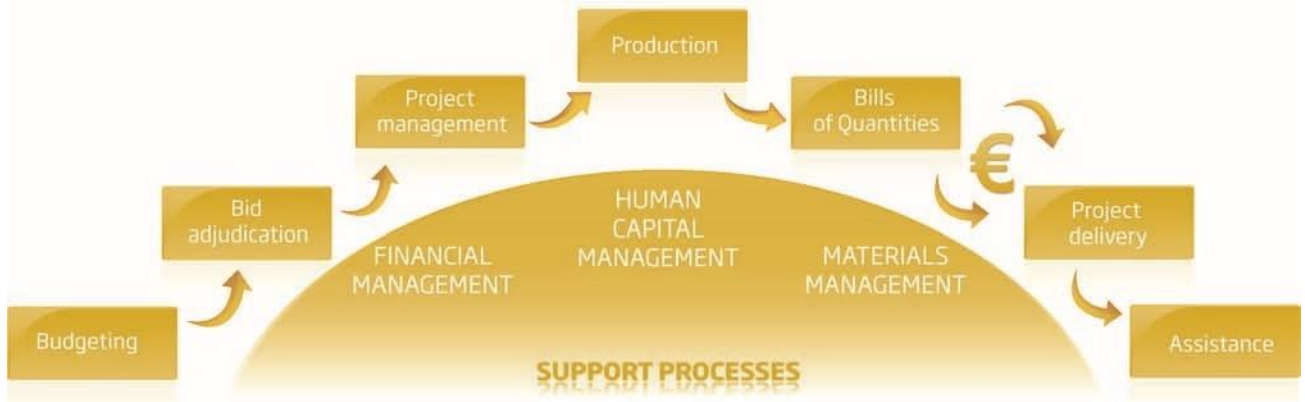 Production
Project
management
Bills
of Quantities
€
Bid
adjudication
HUMAN
CAPITAL
MANAGEMENT
Project
delivery
FINANCIAL
MANAGEMENT
MATERIALS
MANAGEMENT
Budgeting
Assistance
SUPPORT PROCESSES